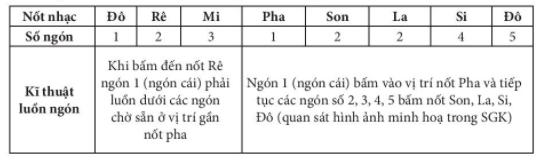 Nốt nhạc Đô Rê Mi Pha Son La Si Đô
Số ngón 1 2 3 1 2 2 4 5
Kĩ thuật
luồn ngón
Khi bấm đến nốt Rê
ngón 1 (ngón cái) phải
luồn dưới các ngón
chờ sẵn ở vị trí gần
nốt pha
Ngón 1 (ngón cái) bấm vào vị trí nốt Pha và tiếp
tục các ngón số 2, 3, 4, 5 bấm nốt Son, La, Si,
Đô (quan sát hình ảnh minh hoạ trong SGK)